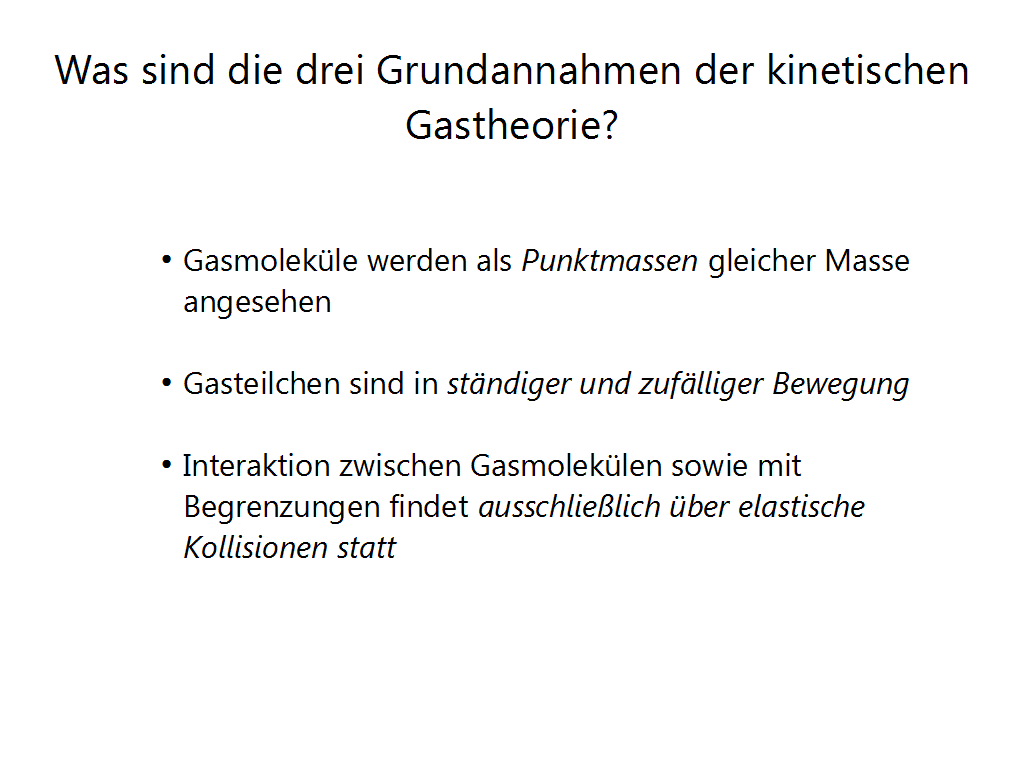 Was sind die drei Grundannahmen der kinetischen
Gastheorie?
• Gasmoleküle werden als Punktmassen gleicher Masse
angesehen
• Gasteilchen sind in ständiger und zufälliger Bewegung
• Interaktion zwischen Gasmolekülen sowie mit
Begrenzungen findet ausschließlich über elastische
Kollisionen statt